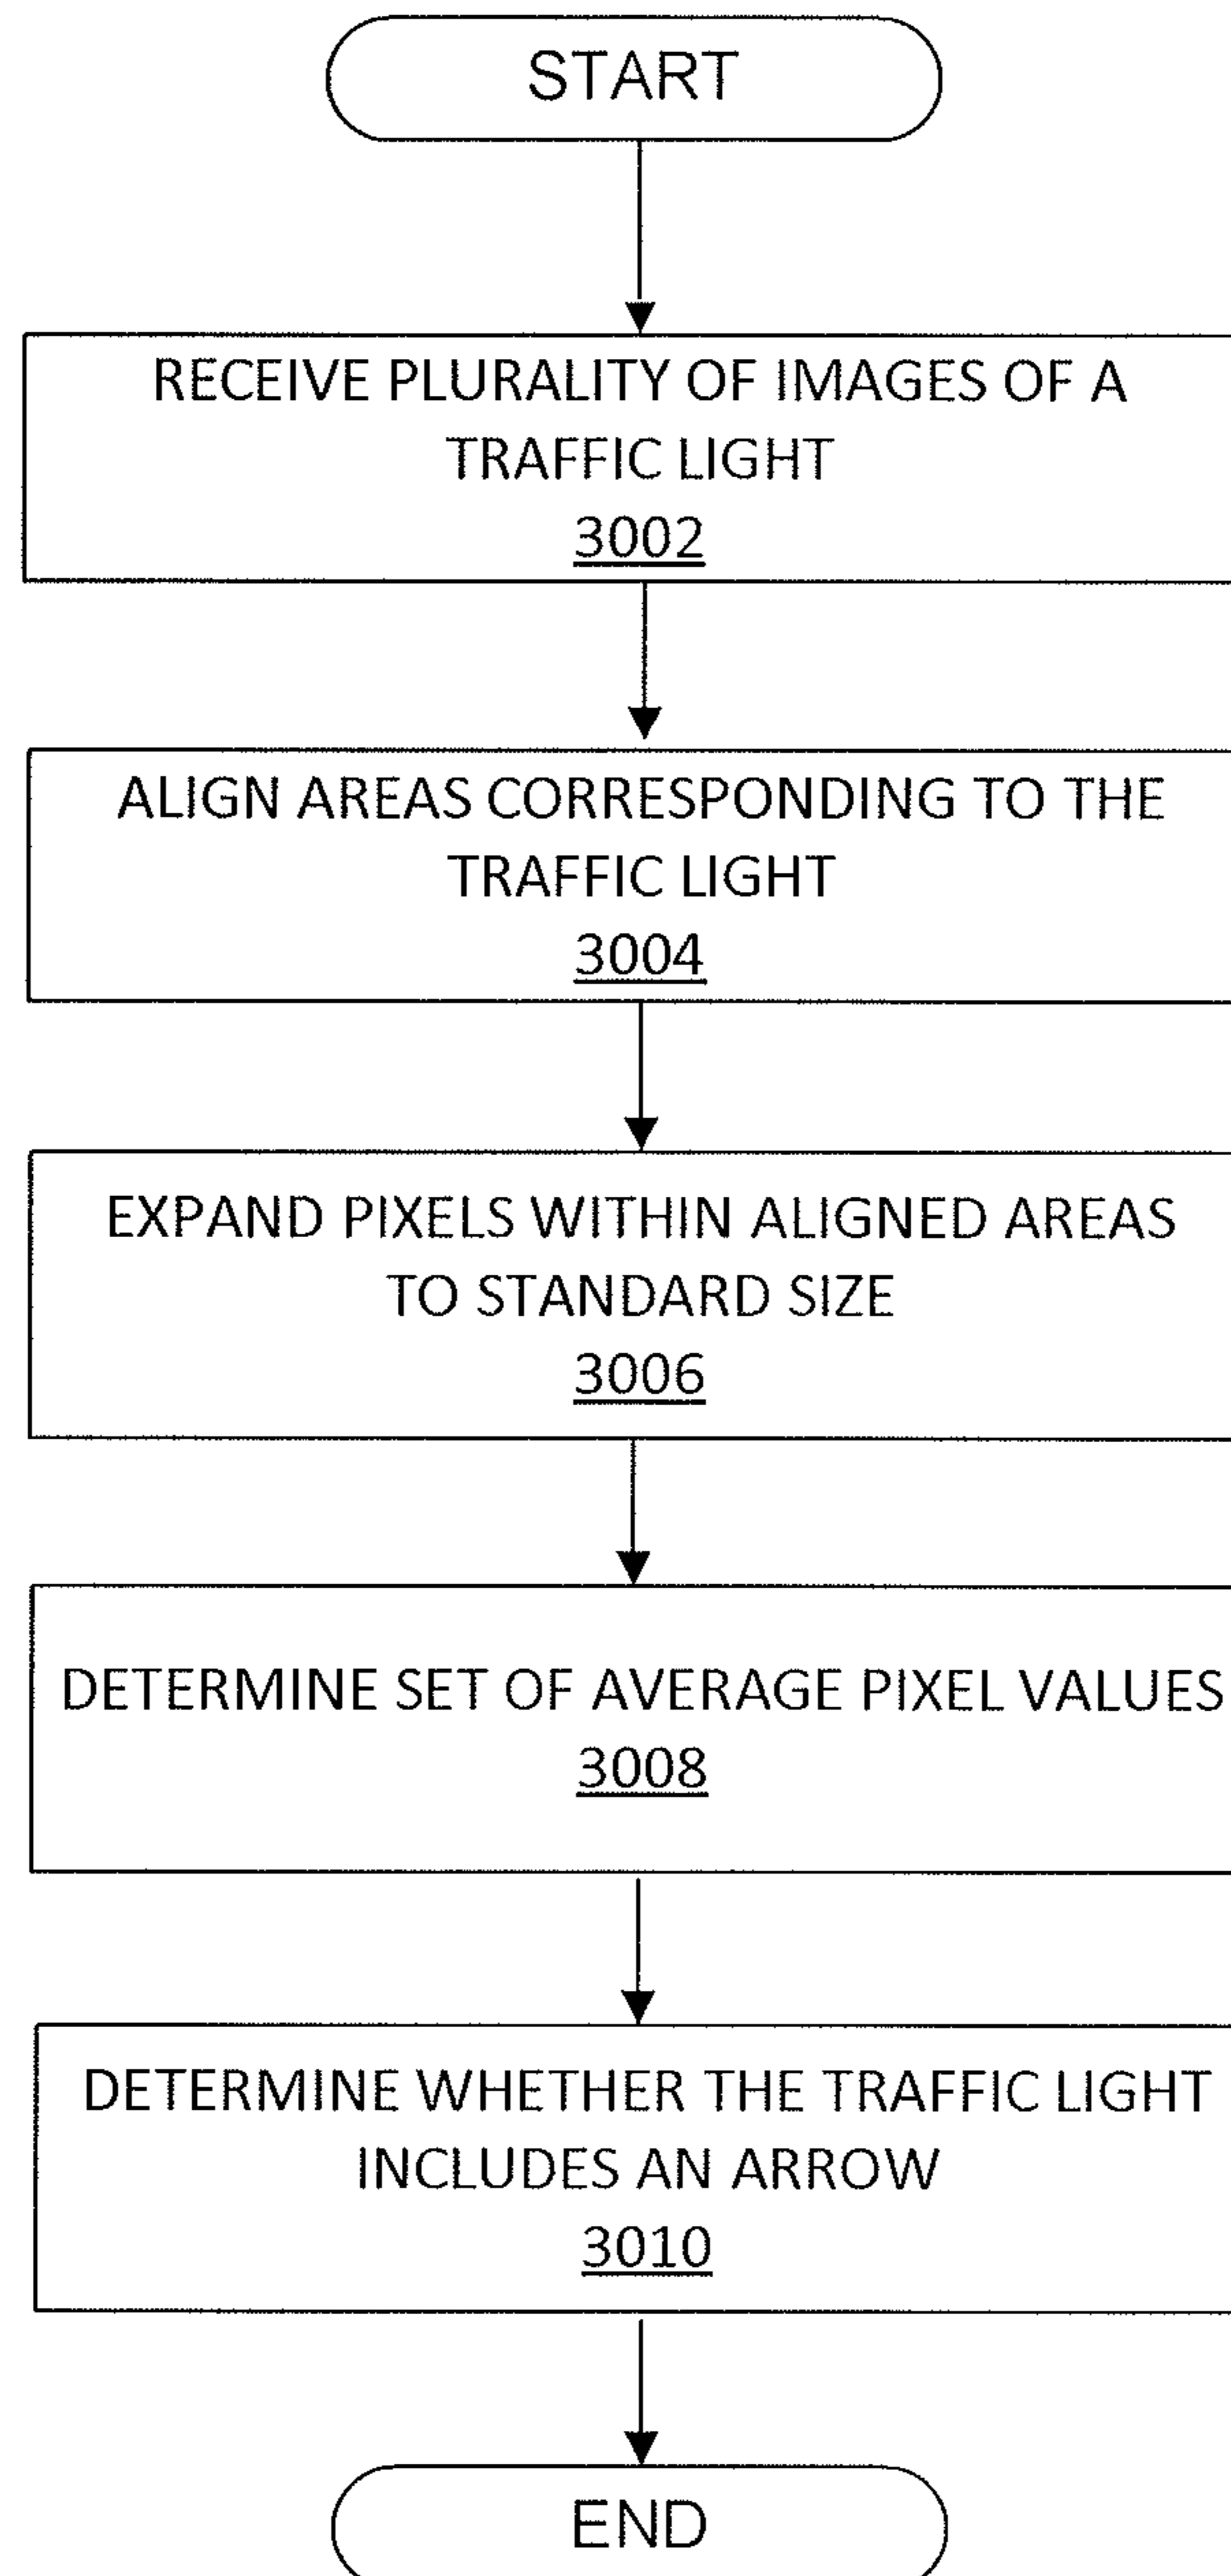 START
RECEIVE PLURALITY OF IMAGES OF A
TRAFFIC LIGHT
3002
ALIGN AREAS CORRESPONDING TO THE
TRAFFIC LIGHT
3004
EXPAND PIXELS WITHIN ALIGNED AREAS
TO STANDARD SIZE
3006
DETERMINE SET OF AVERAGE PIXEL VALUES
3008
DETERMINE WHETHER THE TRAFFIC LIGHT
INCLUDES AN ARROW
3010
END